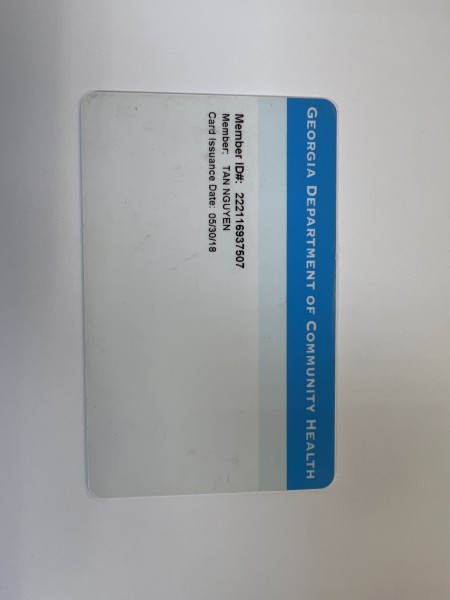 GEORGIA DEPARTMENT OF COMMUNITY HEALTH
Member ID#: 222116937507
Member: TAN NGUYEN
Card Issuance Date: 05/30/18